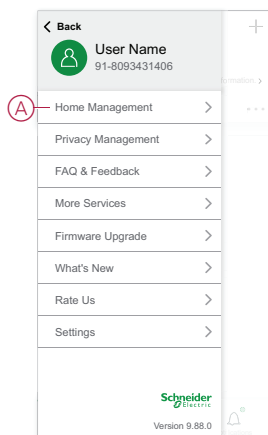 Back
User Name
91-8093431406
formation
A
Home Management
Privacy Management
FAQ & Feedback
More Services
Firmware Upgrade
What's New
Rate Us
Settings
Schneider
Electric
Version 9.88.0